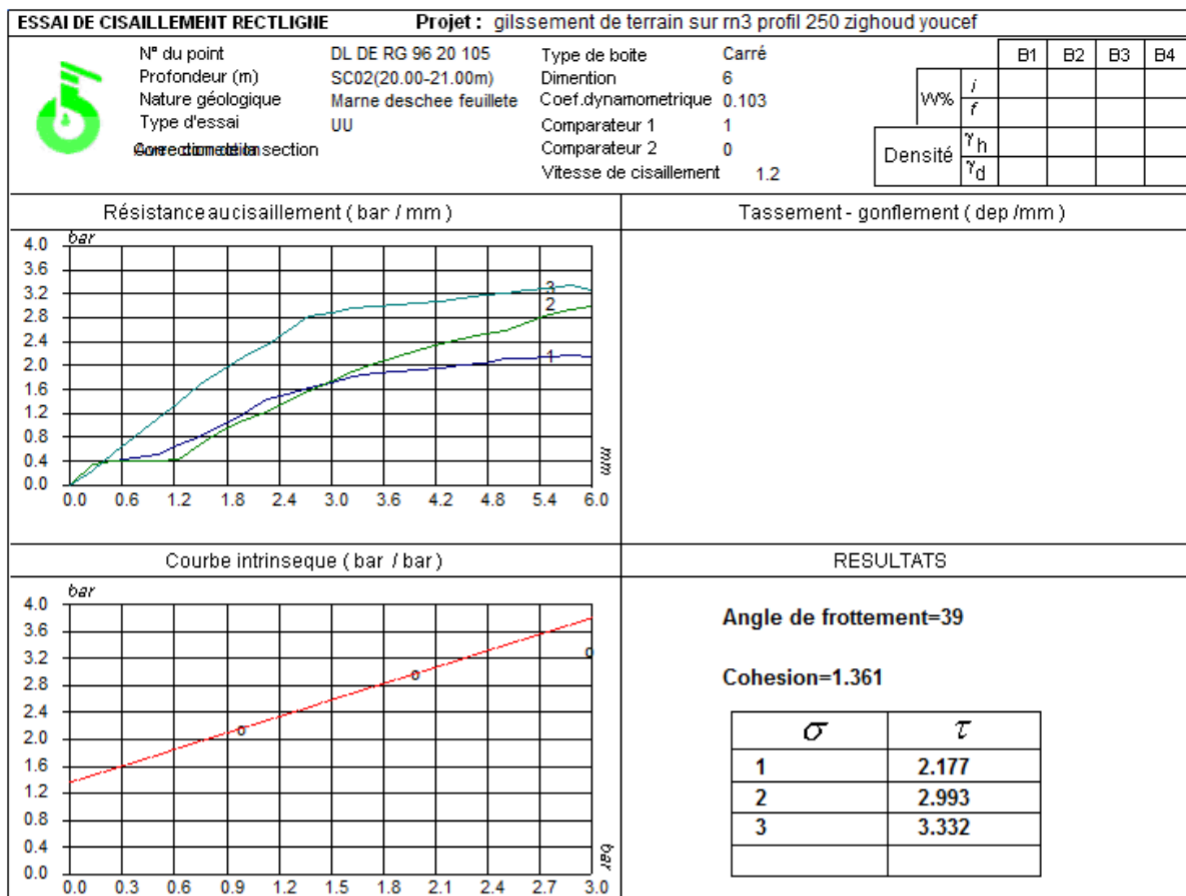 ESSAI DE CISAILLEMENT RECTLIGNE Projet : gilssement de terrain sur rn3 profil 250 zighoud youcef
N° du point DL DE RG 96 20 105 Type de boite Carré
Profondeur (m) SC02(20.00-21.00m) Dimention 6
Nature géologique Marne deschee feuillete Coef.dynamometrique 0.103
Type d'essai UU Comparateur 1 1
section Comparateur 2 0
Vitesse de cisaillement 1.2
B1 B2 B3 B4
W% i
f
Densité γh
γd
Résistance au cisaillement ( bar / mm )
bar
4.0
3.6
3.2
2.8
2.4
2.0
1.6
1.2
0.8
0.4
0.0
3
2
1
mm
0.0 0.6 1.2 1.8 2.4 3.0 3.6 4.2 4.8 5.4 6.0
Tassement - gonflement ( dep /mm )
Courbe intrinseque ( bar / bar )
bar
4.0
3.6
3.2
2.8
2.4
2.0
1.6
1.2
0.8
0.4
0.0
o o o
bar
0.0 0.3 0.6 0.9 1.2 1.5 1.8 2.1 2.4 2.7 3.0
RESULTATS
Angle de frottement=39
Cohesion=1.361
σ τ
1 2.177
2 2.993
3 3.332